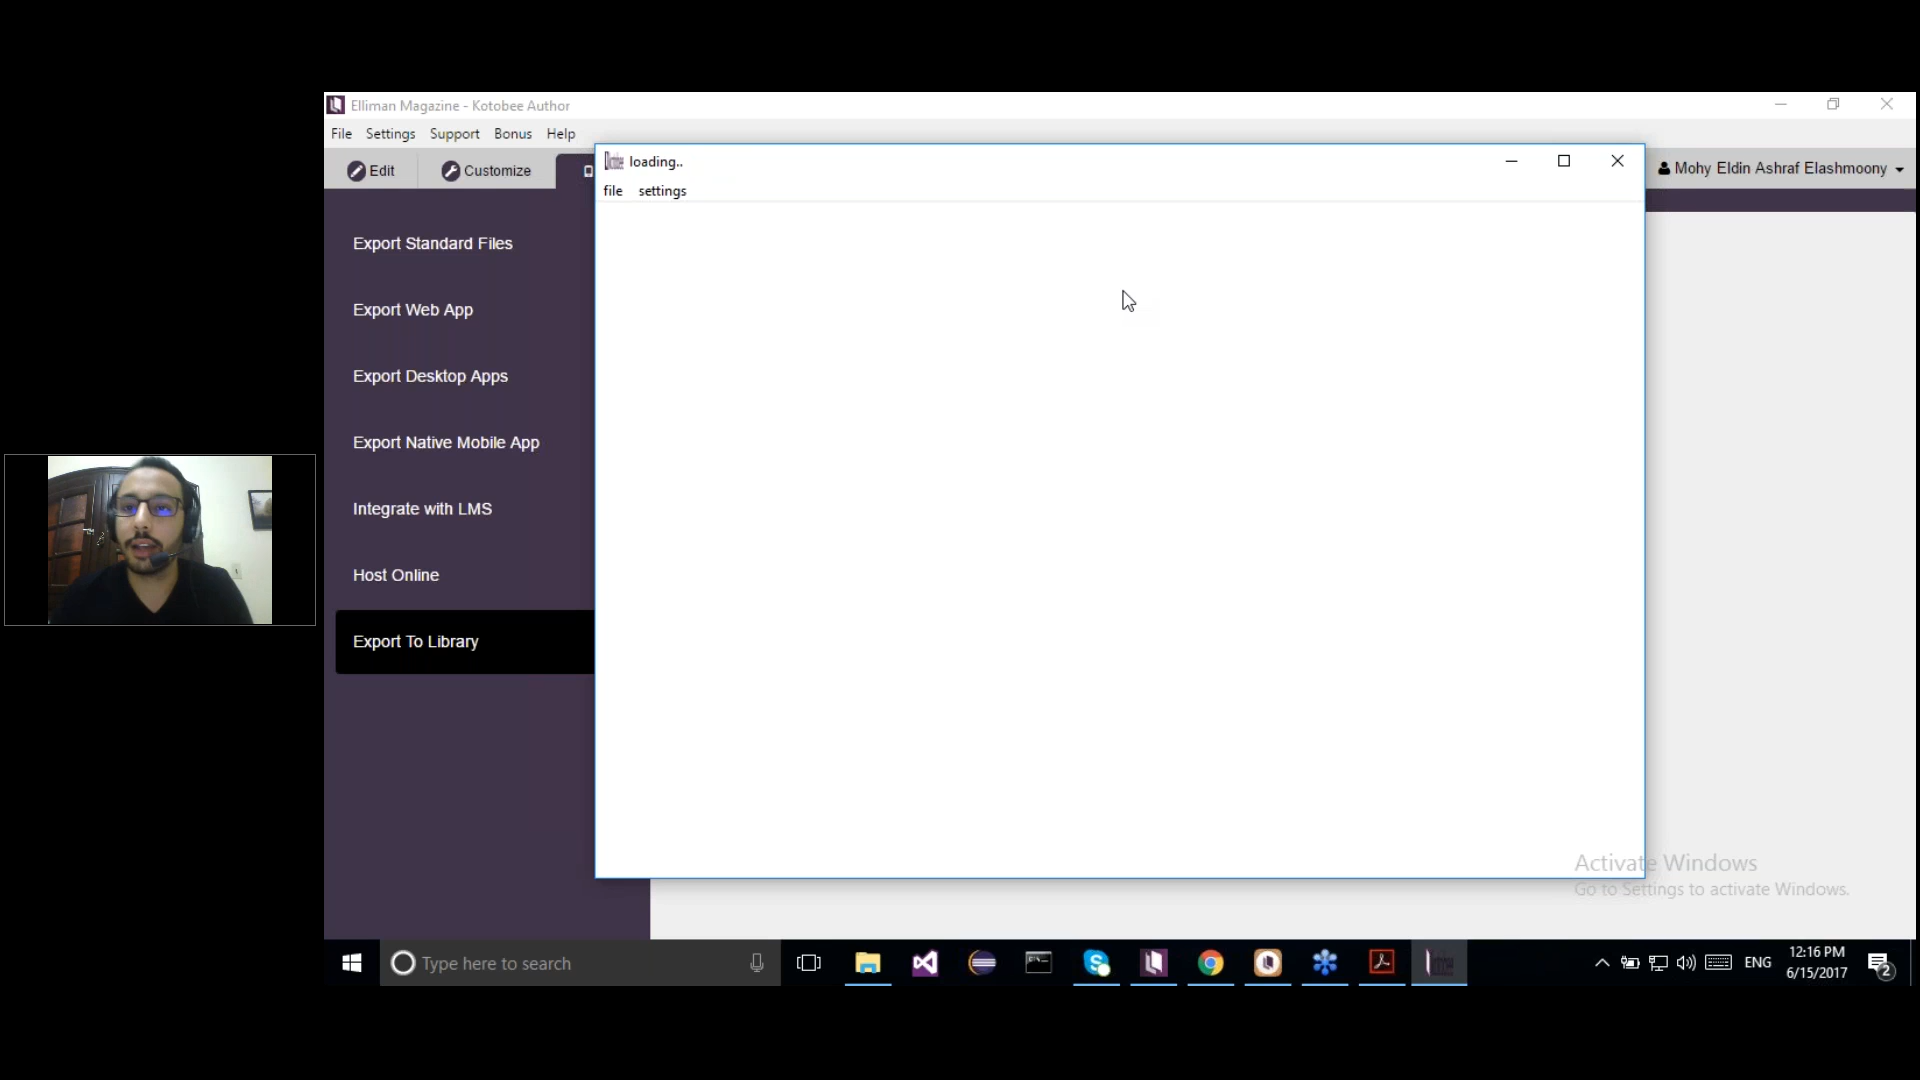 Elliman Magazine - Kotobee Author
File Settings Support Bonus Help
Edit Customize
Mohy Eldin Ashraf Elashmoony
loading..
file settings
Export Standard Files
Export Web App
Export Desktop Apps
Export Native Mobile App
Integrate with LMS
Host Online
Export To Library
Activate Windows
Go to Settings to activate Windows.
Type here to search
ENG
12:16 PM
6/15/2017
2